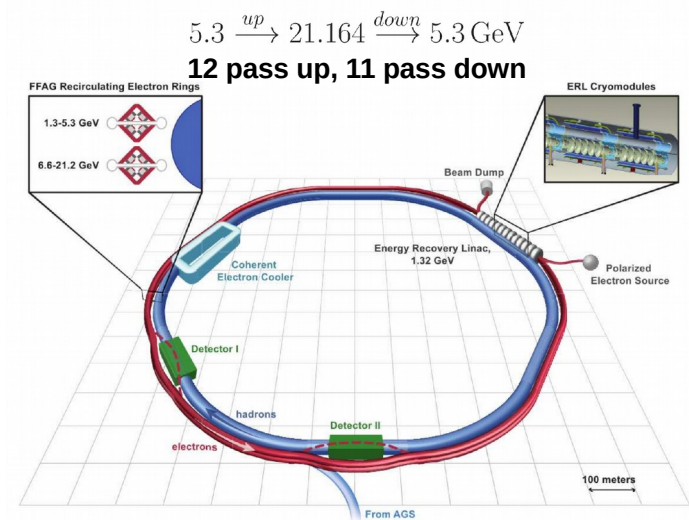 5.3 up⟶ 21.164 down⟶ 5.3 GeV
12 pass up, 11 pass down
FFAG Recirculating Electron Rings
1.3-5.3 GeV
6.6-21.2 GeV
ERL Cryomodules
Beam Dump
Energy Recovery Linac,
1.32 GeV
Polarized
Electron Source
Coherent
Electron Cooler
Detector I
hadrons
Detector II
electrons
100 meters
From AGS